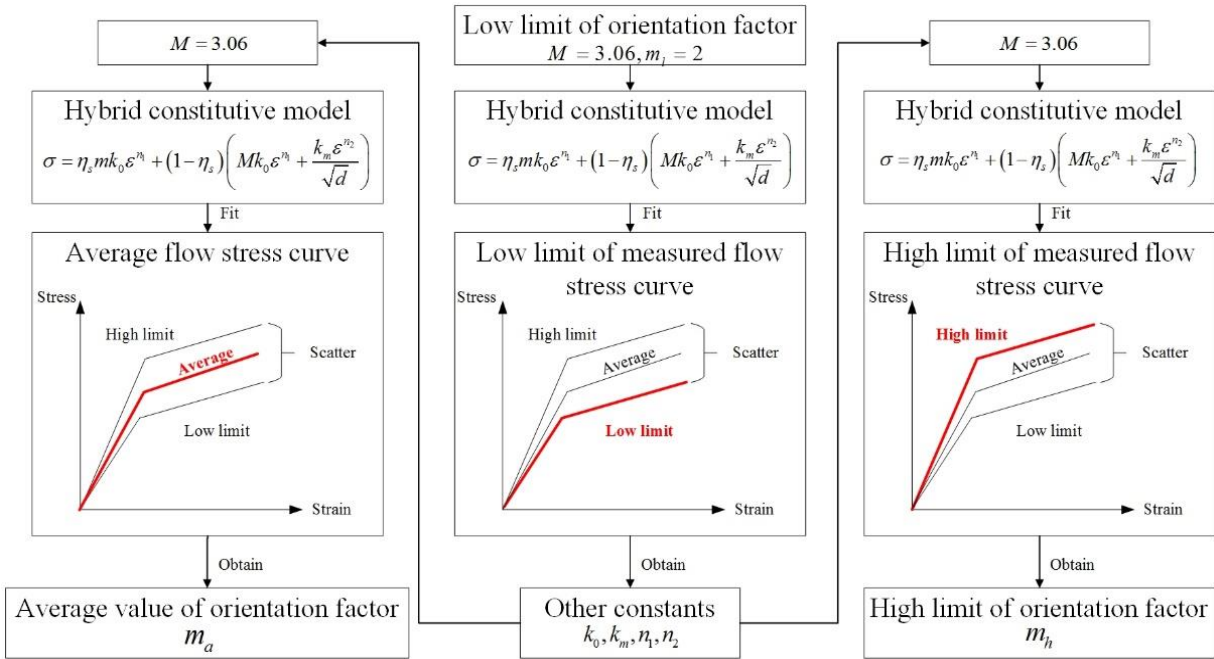 M = 3.06
Hybrid constitutive model
σ = η_s m k_0 ε^{n_1} + (1 − η_s) (M k_0 ε^{n_1} + \frac{k_m ε^{n_2}}{\sqrt{d}})
Fit
Average flow stress curve
Stress
High limit
Average
Scatter
Low limit
Strain
Obtain
Average value of orientation factor
m_a
Low limit of orientation factor
M = 3.06, m_l = 2
Hybrid constitutive model
σ = η_s m k_0 ε^{n_1} + (1 − η_s) (M k_0 ε^{n_1} + \frac{k_m ε^{n_2}}{\sqrt{d}})
Fit
Low limit of measured flow
stress curve
Stress
High limit
Average
Scatter
Low limit
Strain
Obtain
Other constants
k_0, k_m, n_1, n_2
M = 3.06
Hybrid constitutive model
σ = η_s m k_0 ε^{n_1} + (1 − η_s) (M k_0 ε^{n_1} + \frac{k_m ε^{n_2}}{\sqrt{d}})
Fit
High limit of measured flow
stress curve
Stress
High limit
Average
Scatter
Low limit
Strain
Obtain
High limit of orientation factor
m_h